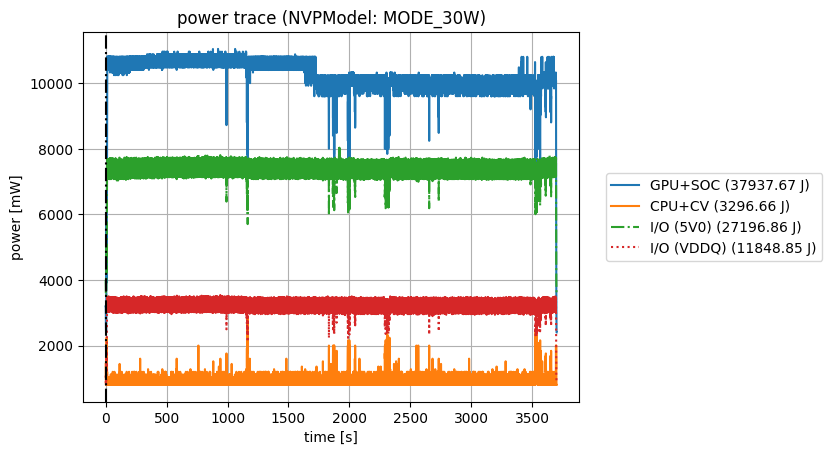 power trace (NVPModel: MODE_30W)
power [mW]
10000
8000
6000
4000
2000
0
500
1000
1500
2000
2500
3000
3500
time [s]
GPU+SOC (37937.67 J)
CPU+CV (3296.66 J)
I/O (5V0) (27196.86 J)
I/O (VDDQ) (11848.85 J)